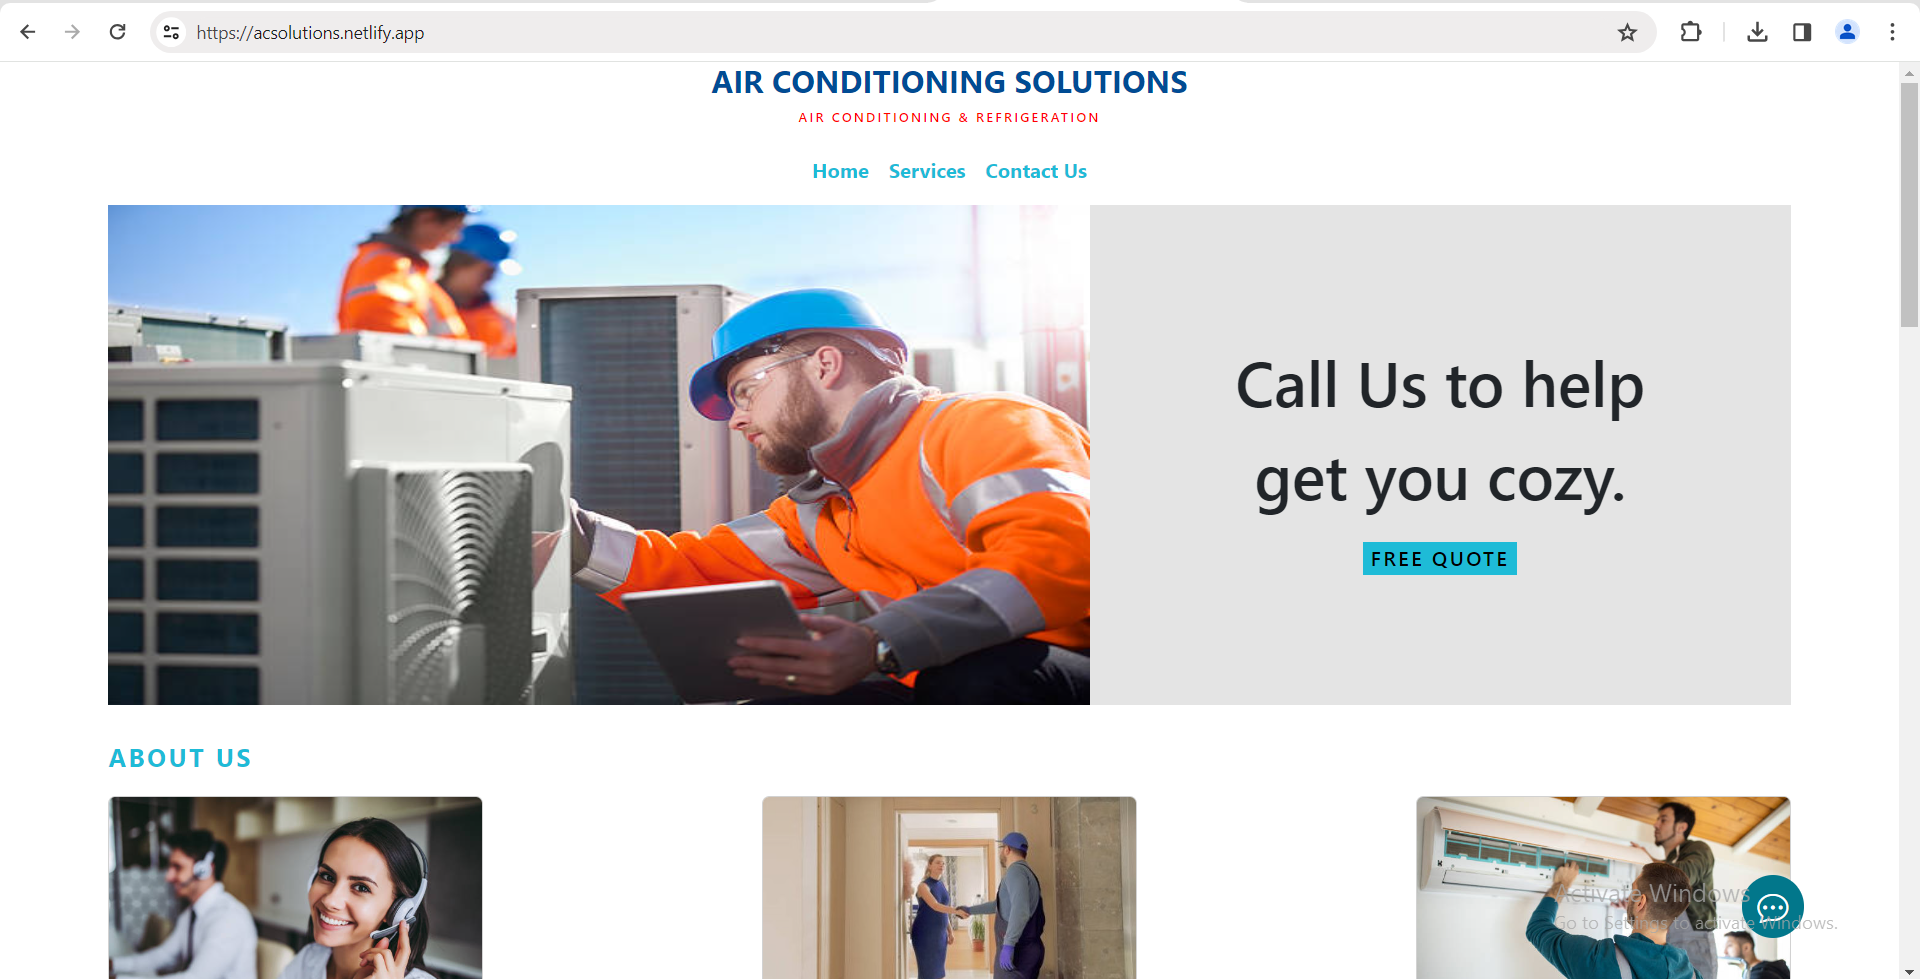 https://acsolutions.netlify.app
AIR CONDITIONING SOLUTIONS
AIR CONDITIONING & REFRIGERATION
Home Services Contact Us
Call Us to help
get you cozy.
FREE QUOTE
ABOUT US
Activate Windows
Go to Settings to activate Windows.